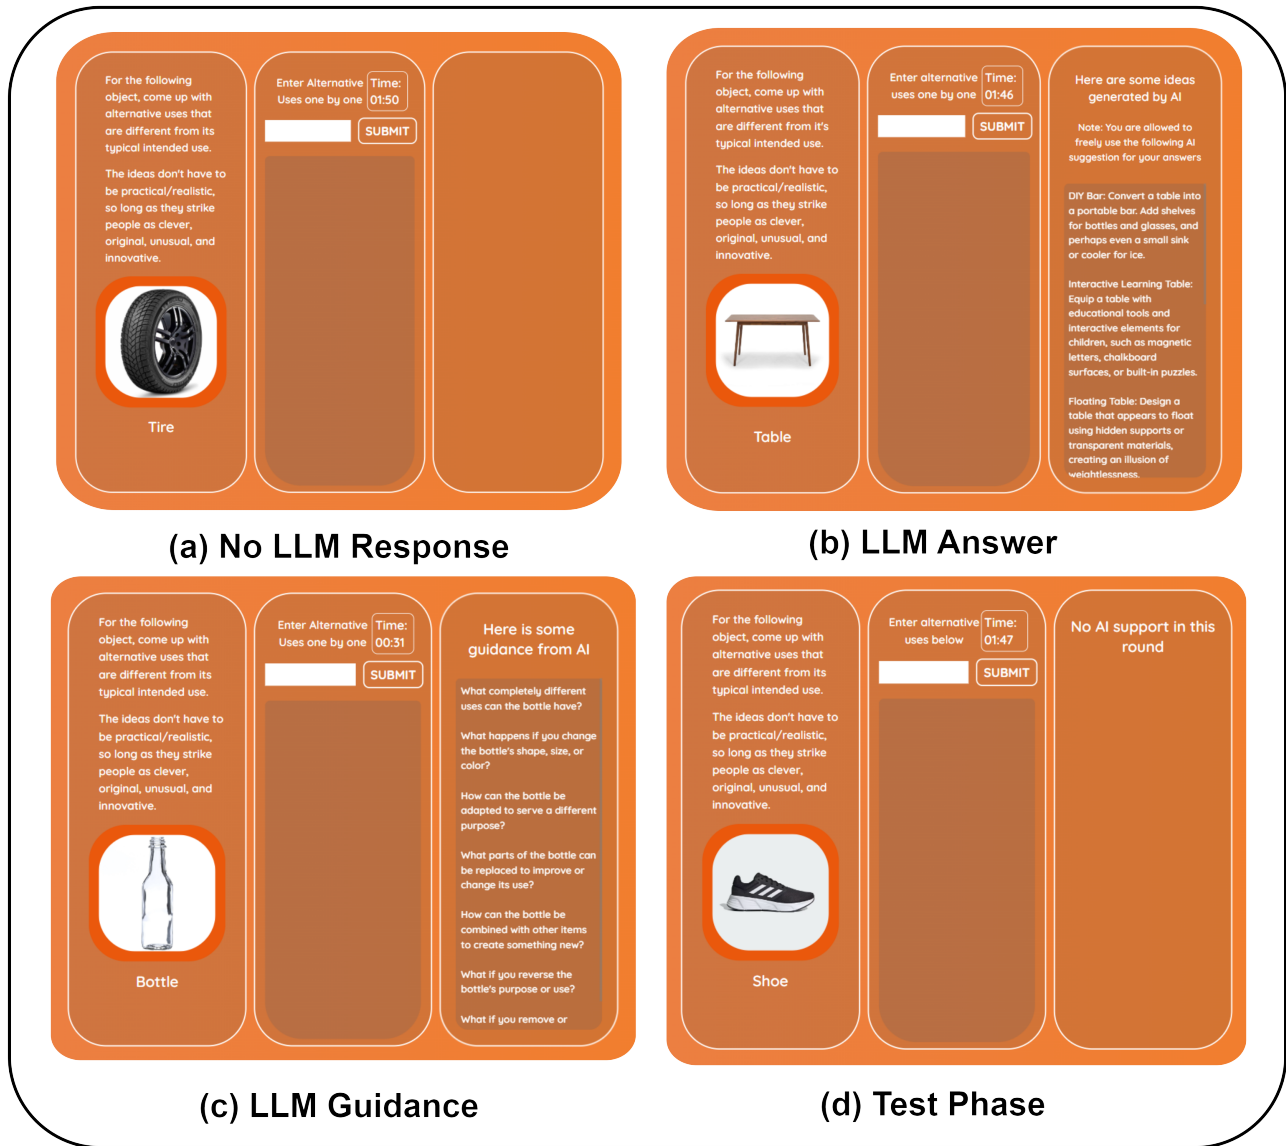 For the following
object, come up with
alternative uses that
are different from its
typical intended use.
The ideas don't have to
be practical/realistic,
so long as they strike
people as clever,
original, unusual, and
innovative.
Tire
Enter Alternative
Uses one by one
Time:
01:50
SUBMIT
(a) No LLM Response
For the following
object, come up with
alternative uses that
are different from it's
typical intended use.
The ideas don't have to
be practical/realistic,
so long as they strike
people as clever,
original, unusual, and
innovative.
Table
Enter alternative
uses one by one
Time:
01:46
SUBMIT
Here are some ideas
generated by AI
Note: You are allowed to
freely use the following AI
suggestion for your answers
DIY Bar: Convert a table into
a portable bar. Add shelves
for bottles and glasses, and
perhaps even a small sink
or cooler for ice.
Interactive Learning Table:
Equip a table with
educational tools and
interactive elements for
children, such as magnetic
letters, chalkboard
surfaces, or built-in puzzles.
Floating Table: Design a
table that appears to float
using hidden supports or
transparent materials,
creating an illusion of
weightlessness.
(b) LLM Answer
For the following
object, come up with
alternative uses that
are different from its
typical intended use.
The ideas don't have to
be practical/realistic,
so long as they strike
people as clever,
original, unusual, and
innovative.
Bottle
Enter Alternative
Uses one by one
Time:
00:31
SUBMIT
Here is some
guidance from AI
What completely different
uses can the bottle have?
What happens if you change
the bottle's shape, size, or
color?
How can the bottle be
adapted to serve a different
purpose?
What parts of the bottle can
be replaced to improve or
change its use?
How can the bottle be
combined with other items
to create something new?
What if you reverse the
bottle's purpose or use?
What if you remove or
(c) LLM Guidance
For the following
object, come up with
alternative uses that
are different from its
typical intended use.
The ideas don't have to
be practical/realistic,
so long as they strike
people as clever,
original, unusual, and
innovative.
Shoe
Enter alternative
uses below
Time:
01:47
SUBMIT
No AI support in this
round
(d) Test Phase